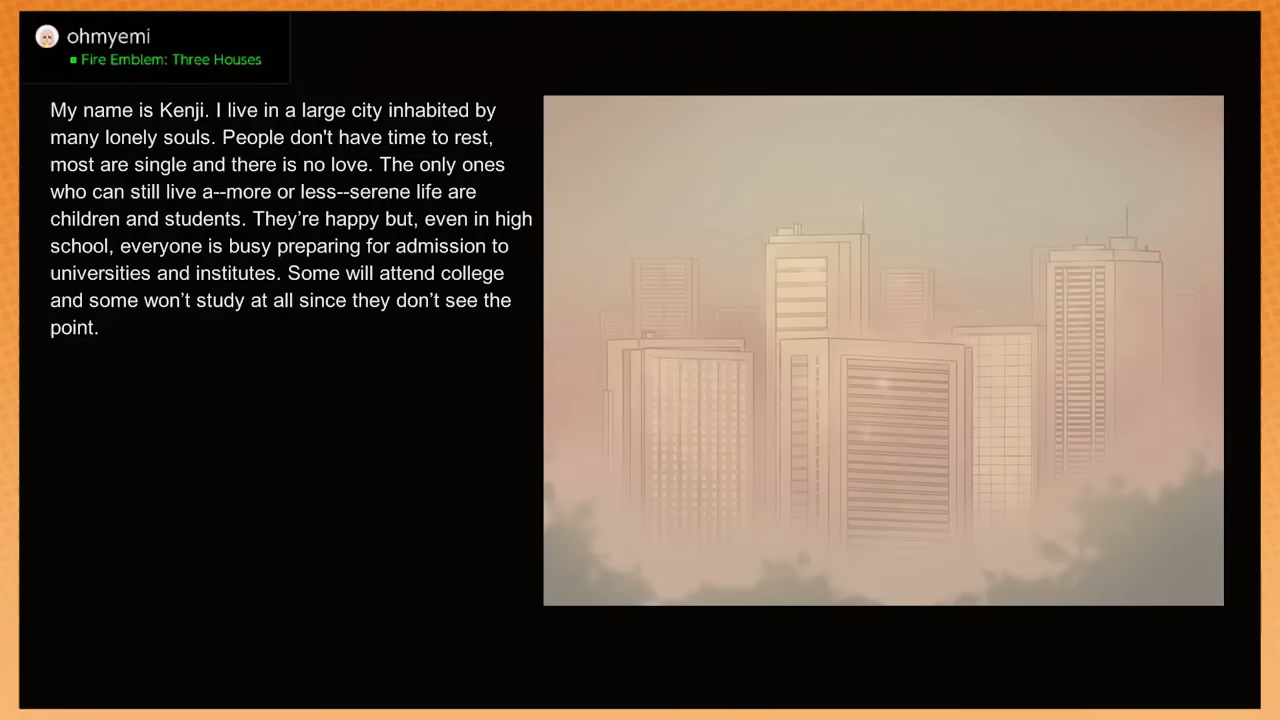 ohmyemi
Fire Emblem: Three Houses
My name is Kenji. I live in a large city inhabited by
many lonely souls. People don't have time to rest,
most are single and there is no love. The only ones
who can still live a--more or less--serene life are
children and students. They’re happy but, even in high
school, everyone is busy preparing for admission to
universities and institutes. Some will attend college
and some won’t study at all since they don’t see the
point.